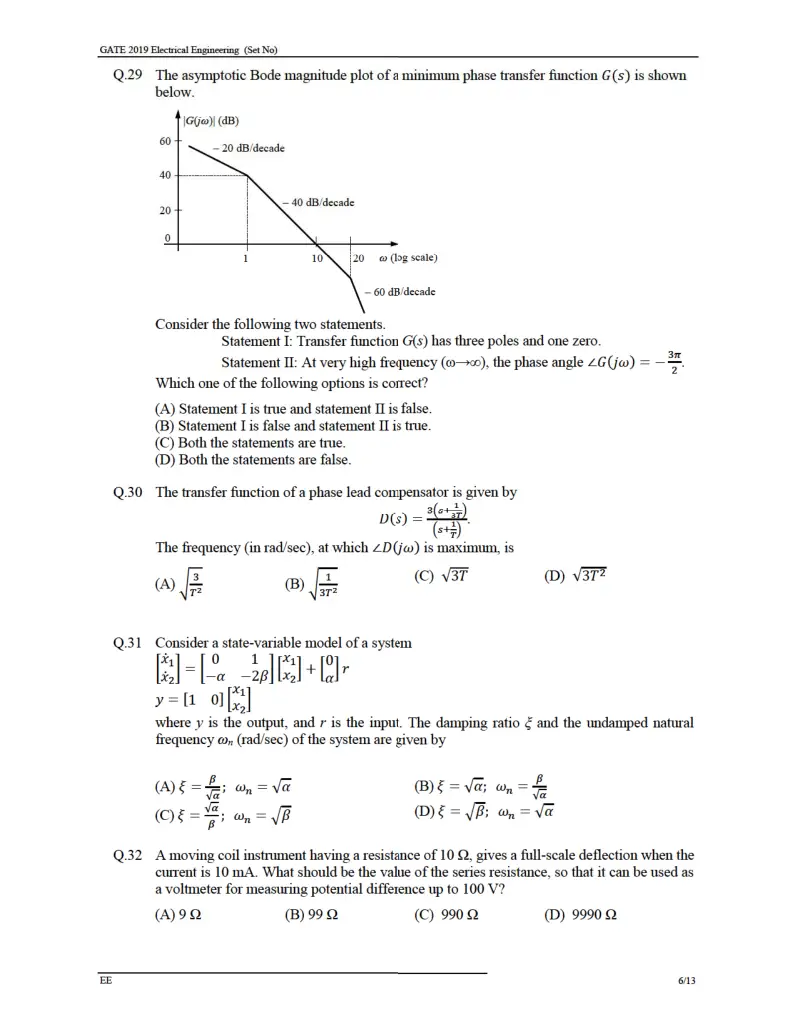 GATE 2019 Electrical Engineering (Set No)
Q.29 The asymptotic Bode magnitude plot of a minimum phase transfer function G(s) is shown
below.
|G(jω)| (dB)
60
– 20 dB/decade
40
– 40 dB/decade
20
0
1 10 20 ω (log scale)
– 60 dB/decade
Consider the following two statements.
Statement I: Transfer function G(s) has three poles and one zero.
Statement II: At very high frequency (ω→∞), the phase angle ∠G(jω) = −3π/2.
Which one of the following options is correct?
(A) Statement I is true and statement II is false.
(B) Statement I is false and statement II is true.
(C) Both the statements are true.
(D) Both the statements are false.
Q.30 The transfer function of a phase lead compensator is given by
D(s) = 3(s+1/3T)/(s+1/T).
The frequency (in rad/sec), at which ∠D(jω) is maximum, is
(A) √(3/T²) (B) √(1/3T²) (C) √3T (D) √3T²
Q.31 Consider a state-variable model of a system
[ẋ₁ ẋ₂] = [0 1 −α −2β] [x₁ x₂] + [0 α] r
y = [1 0] [x₁ x₂]
where y is the output, and r is the input. The damping ratio ξ and the undamped natural
frequency ωn (rad/sec) of the system are given by
(A) ξ = β/√α; ωn = √α (B) ξ = √α; ωn = β/√α
(C) ξ = √α/β; ωn = √β (D) ξ = √β; ωn = √α
Q.32 A moving coil instrument having a resistance of 10 Ω, gives a full-scale deflection when the
current is 10 mA. What should be the value of the series resistance, so that it can be used as
a voltmeter for measuring potential difference up to 100 V?
(A) 9 Ω (B) 99 Ω (C) 990 Ω (D) 9990 Ω
EE 6/13